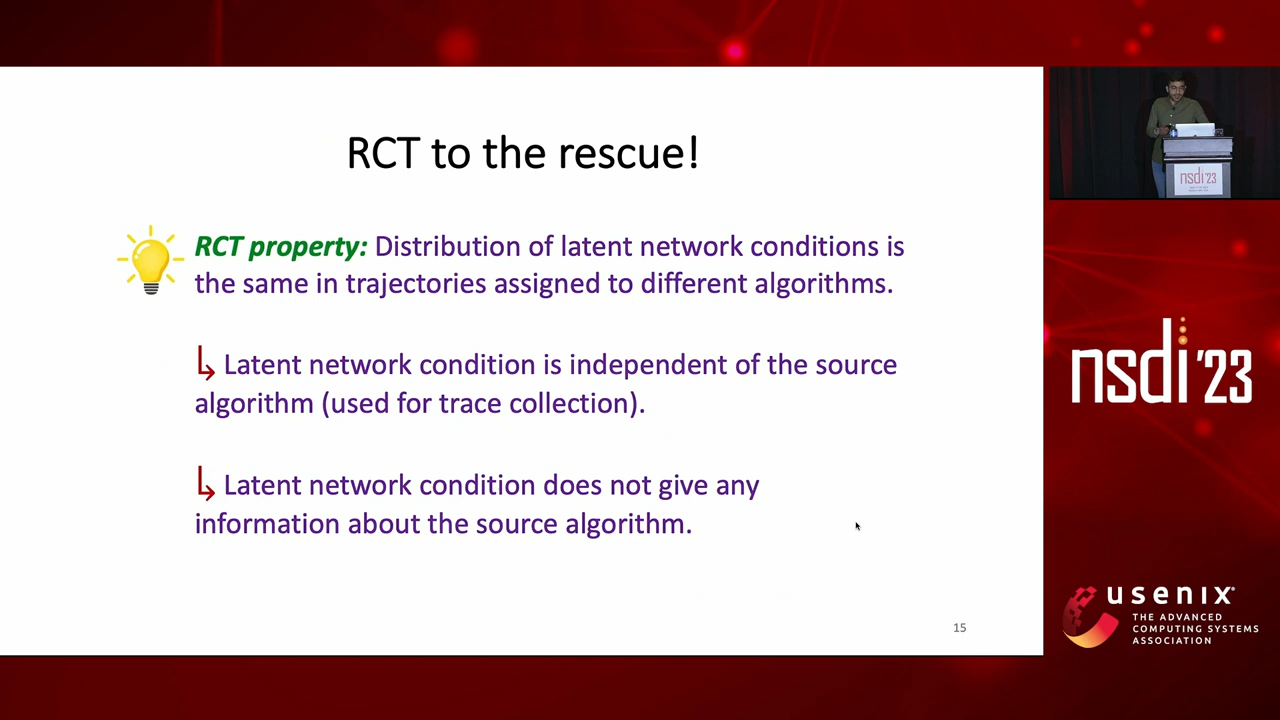 RCT to the rescue!
RCT property: Distribution of latent network conditions is
the same in trajectories assigned to different algorithms.
↳ Latent network condition is independent of the source
algorithm (used for trace collection).
↳ Latent network condition does not give any
information about the source algorithm.
15
nsdi '23
nsdi '23
usenix®
THE ADVANCED
COMPUTING SYSTEMS
ASSOCIATION